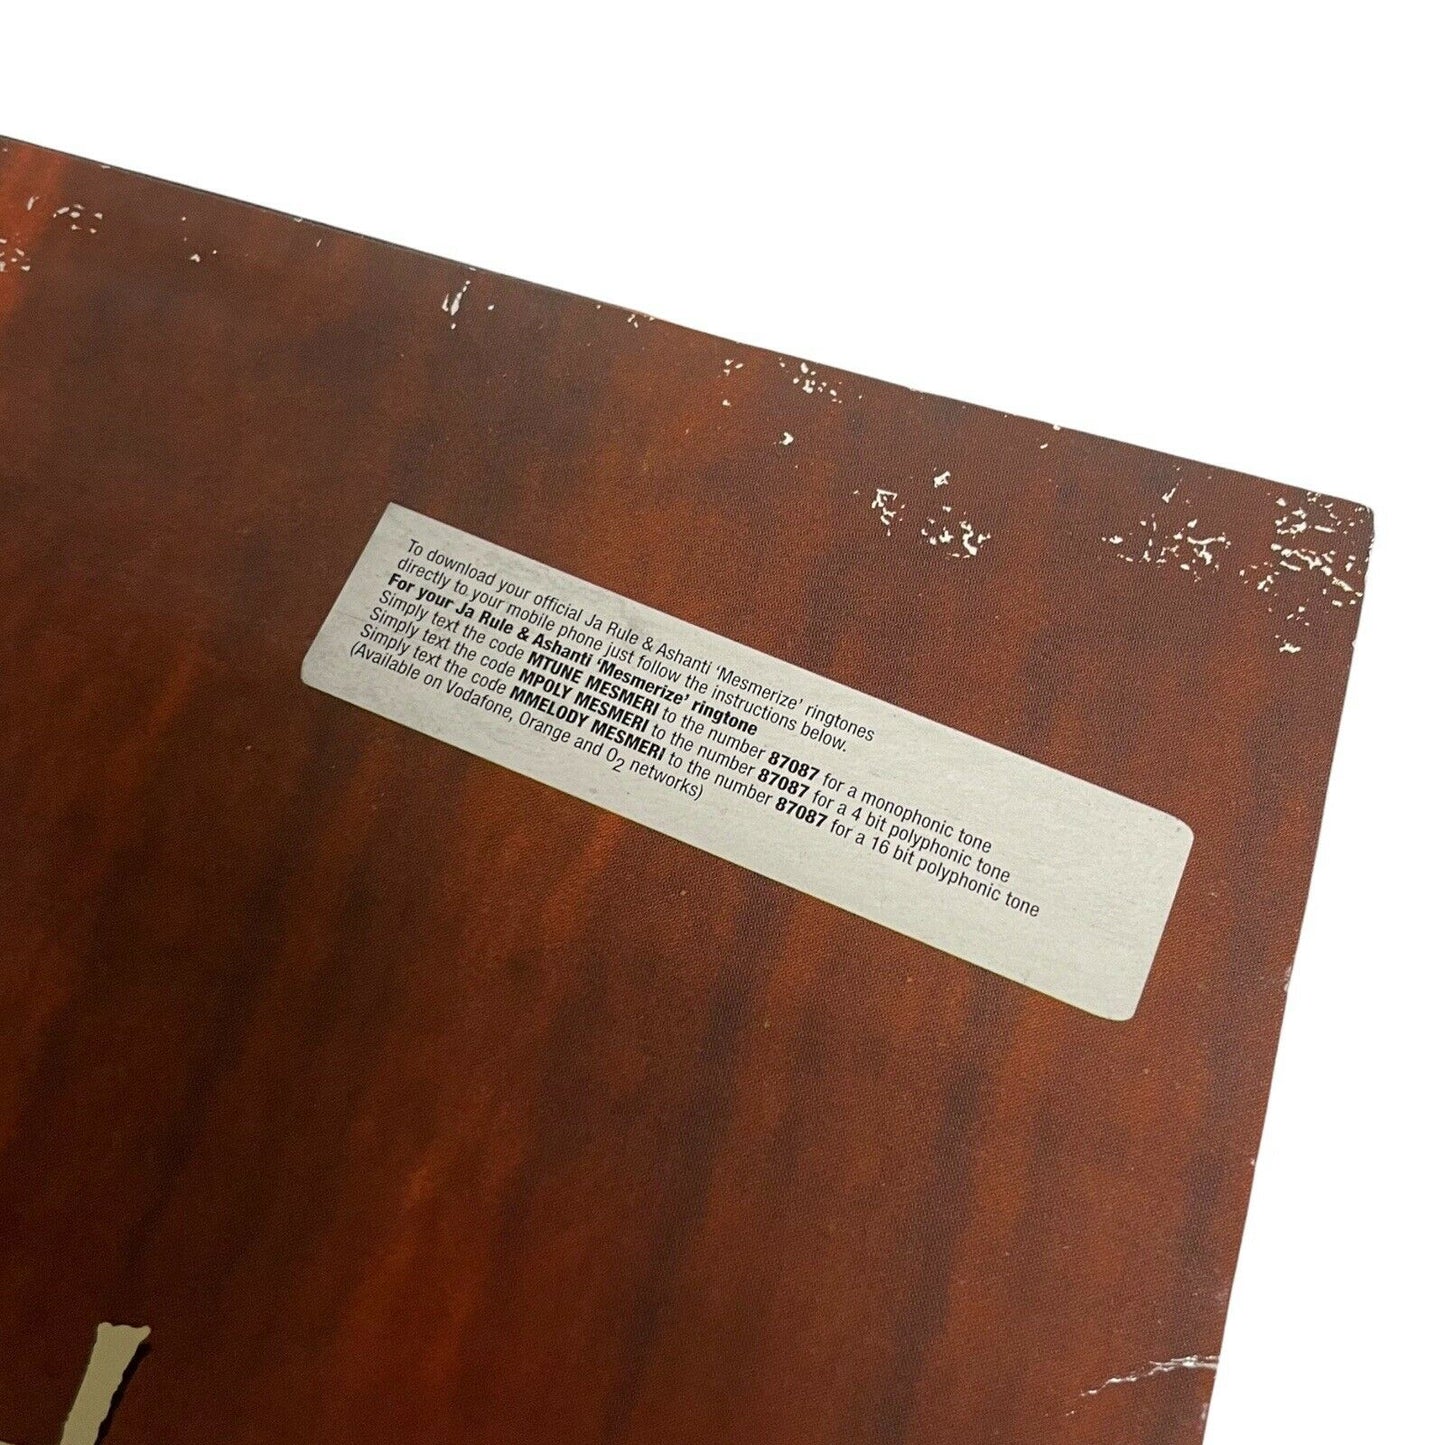 To download your official Ja Rule & Ashanti ‘Mesmerize’ ringtones
directly to your mobile phone just follow the instructions below.
For your Ja Rule & Ashanti ‘Mesmerize’ ringtone
Simply text the code MTUNE MESMERI to the number 87087 for a monophonic tone
Simply text the code MPOLY MESMERI to the number 87087 for a 4 bit polyphonic tone
Simply text the code MMELODY MESMERI to the number 87087 for a 16 bit polyphonic tone
(Available on Vodafone, Orange and O2 networks)